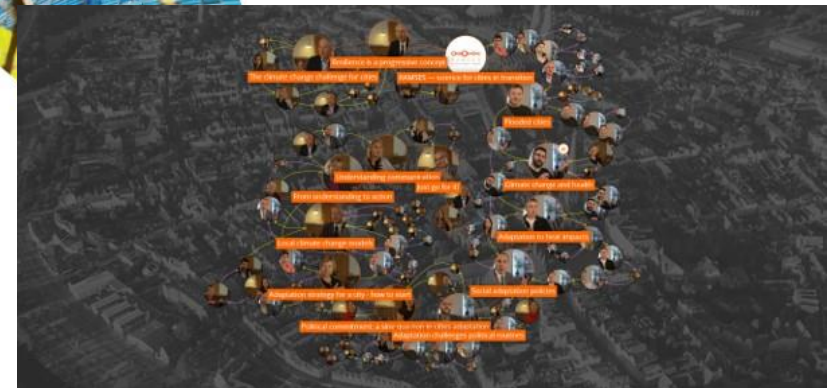 Resilience is a progressive concept
The climate change challenge for cities
RAMSES — science for cities in transition
Flooded cities
Understanding communication
Just go for it!
Climate change and health
From understanding to action
Local climate change models
Adaptation to heat impacts
Social adaptation policies
Adaptation strategy for a city - how to start
Political commitment: a sine qua non in cities adaptation
Adaptation challenges political routines